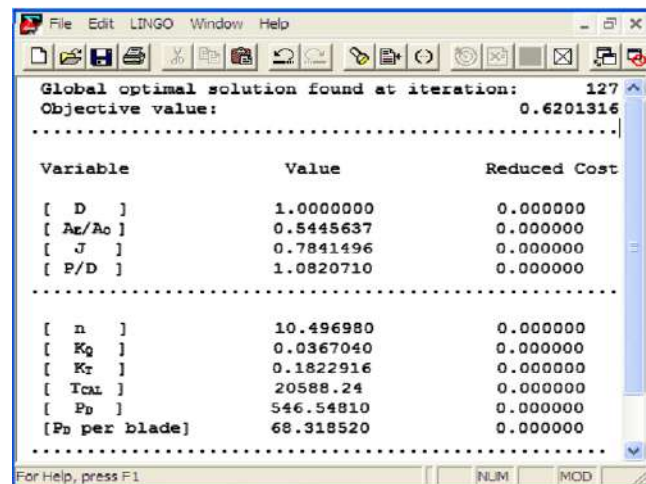 File Edit LINGO Window Help
Global optimal solution found at iteration: 127
Objective value: 0.6201316
Variable Value Reduced Cost
[ D ] 1.0000000 0.000000
[ AE/AO ] 0.5445637 0.000000
[ J ] 0.7841496 0.000000
[ P/D ] 1.0820710 0.000000
[ n ] 10.496980 0.000000
[ KQ ] 0.0367040 0.000000
[ KT ] 0.1822916 0.000000
[ TCAL ] 20588.24 0.000000
[ PD ] 546.54810 0.000000
[PD per blade] 68.318520 0.000000
For Help, press F1 NUM MOD